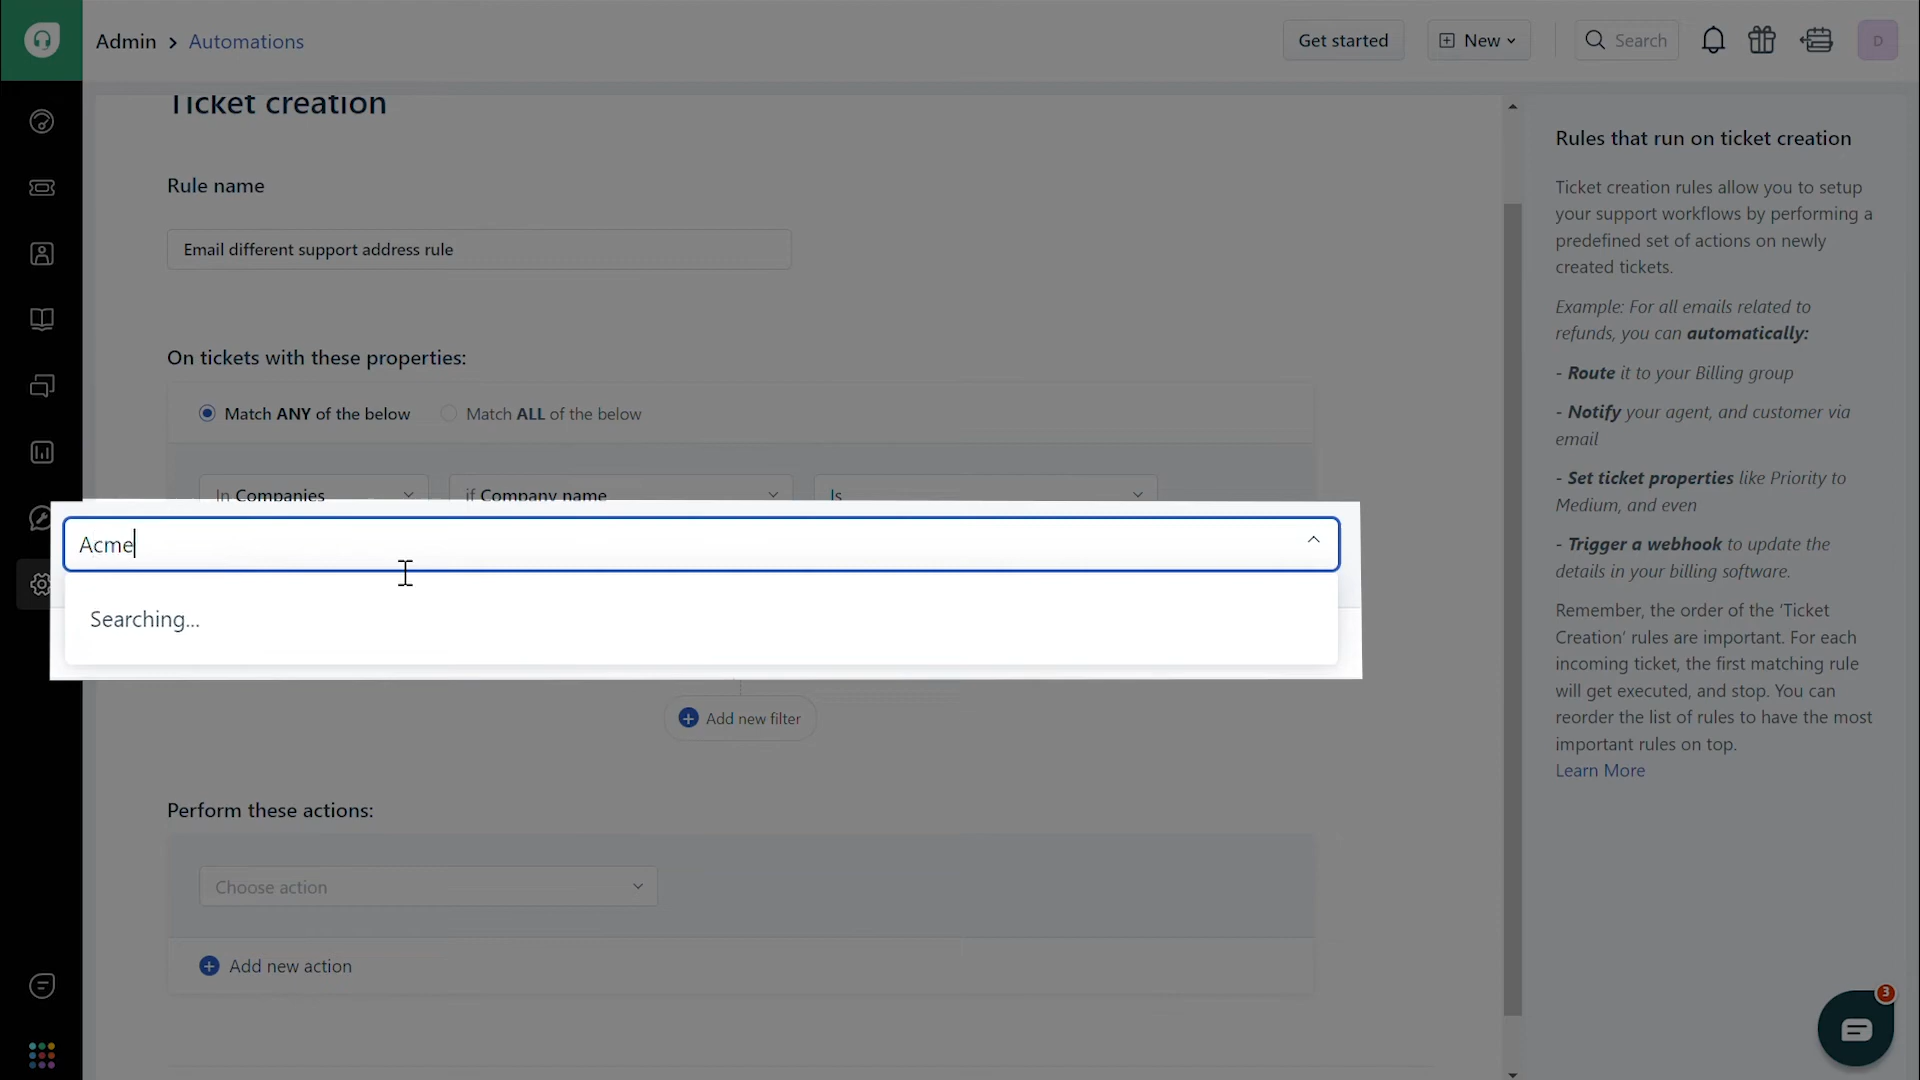 Admin > Automations
Get started
New
Search
D
Ticket creation
Rule name
Email different support address rule
On tickets with these properties:
Match ANY of the below
Match ALL of the below
In Companies
if Company name
Is
Acme
Searching...
Add new filter
Perform these actions:
Choose action
Add new action
Rules that run on ticket creation
Ticket creation rules allow you to setup
your support workflows by performing a
predefined set of actions on newly
created tickets.
Example: For all emails related to
refunds, you can automatically:
- Route it to your Billing group
- Notify your agent, and customer via
email
- Set ticket properties like Priority to
Medium, and even
- Trigger a webhook to update the
details in your billing software.
Remember, the order of the ‘Ticket
Creation’ rules are important. For each
incoming ticket, the first matching rule
will get executed, and stop. You can
reorder the list of rules to have the most
important rules on top.
Learn More
3